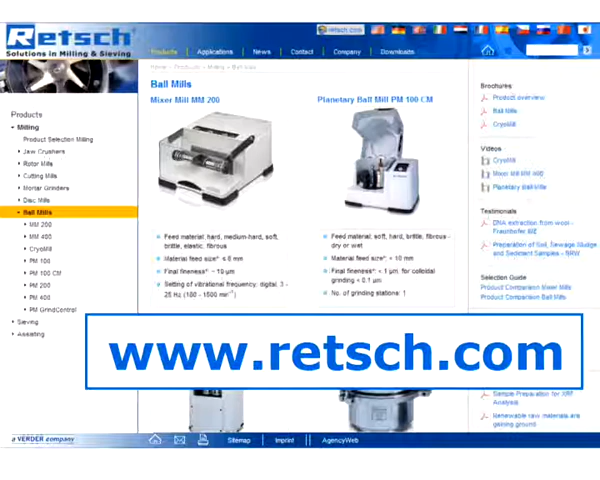 Retsch
Solutions in Milling & Sieving
retsch.com
Products | Applications | News | Contact | Company | Downloads
Home > Products > Milling > Ball Mills
Products
Milling
Product Selection Milling
Jaw Crushers
Rotor Mills
Cutting Mills
Mortar Grinders
Disc Mills
Ball Mills
MM 200
MM 400
CryoMill
PM 100
PM 100 CM
PM 200
PM 400
PM GrindControl
Sieving
Assisting
Ball Mills
Mixer Mill MM 200
Feed material: hard, medium-hard, soft,
brittle, elastic, fibrous
Material feed size*: ≤ 6 mm
Final fineness*: ~ 10 µm
Setting of vibrational frequency: digital, 3 -
25 Hz (180 - 1500 min⁻¹)
Planetary Ball Mill PM 100 CM
Feed material: soft, hard, brittle, fibrous -
dry or wet
Material feed size*: < 10 mm
Final fineness*: < 1 µm, for colloidal
grinding < 0.1 µm
No. of grinding stations: 1
Brochures
Product overview
Ball Mills
CryoMill
Videos
CryoMill
Mixer Mill MM 400
Planetary Ball Mills
Testimonials
DNA extraction from wool -
Fraunhofer
Preparation of Soil, Sewage Sludge
and Sediment Samples -
Selection Guide
Product Comparison Mixer Mills
Product Comparison Ball Mills
www.retsch.com
Sample Preparation for XRF
Analysis
Renewable raw materials are
gaining ground
a VERDER company
Sitemap | Imprint || AgencyWeb